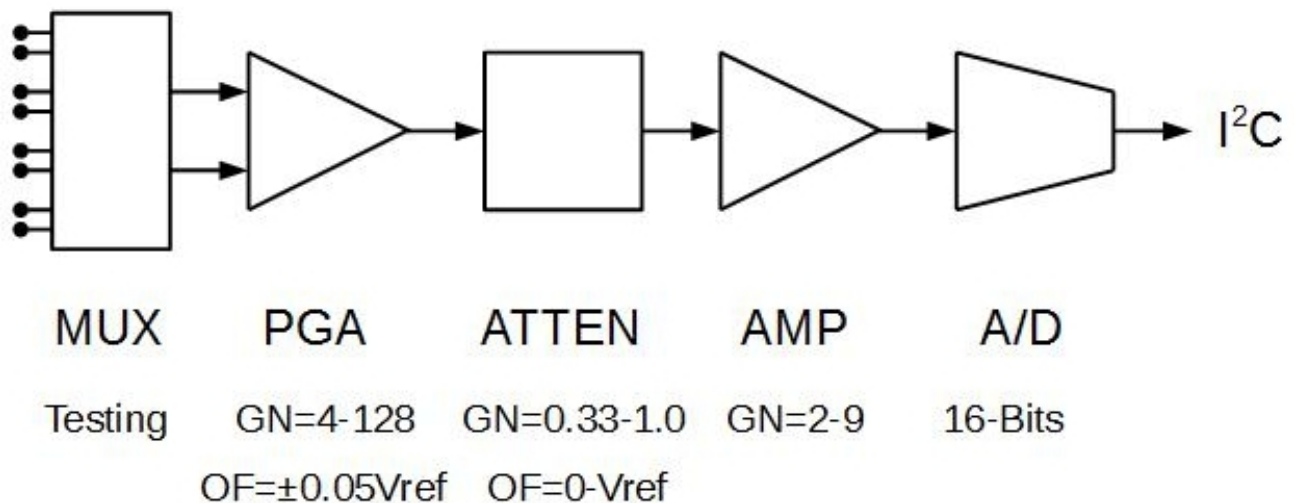 I²C
MUX PGA ATTEN AMP A/D
Testing GN=4-128 GN=0.33-1.0 GN=2-9 16-Bits
OF=±0.05Vref OF=0-Vref